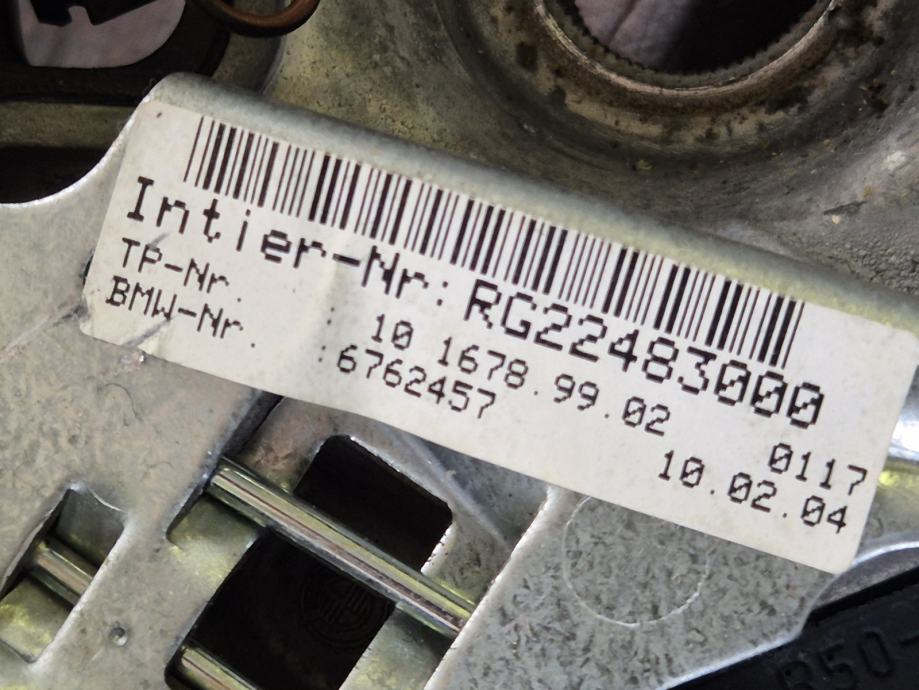 Intier-Nr: RG22483000
TP-Nr. : 10 1678.99.02 0117
BMW-Nr. :6762457 10.02.04